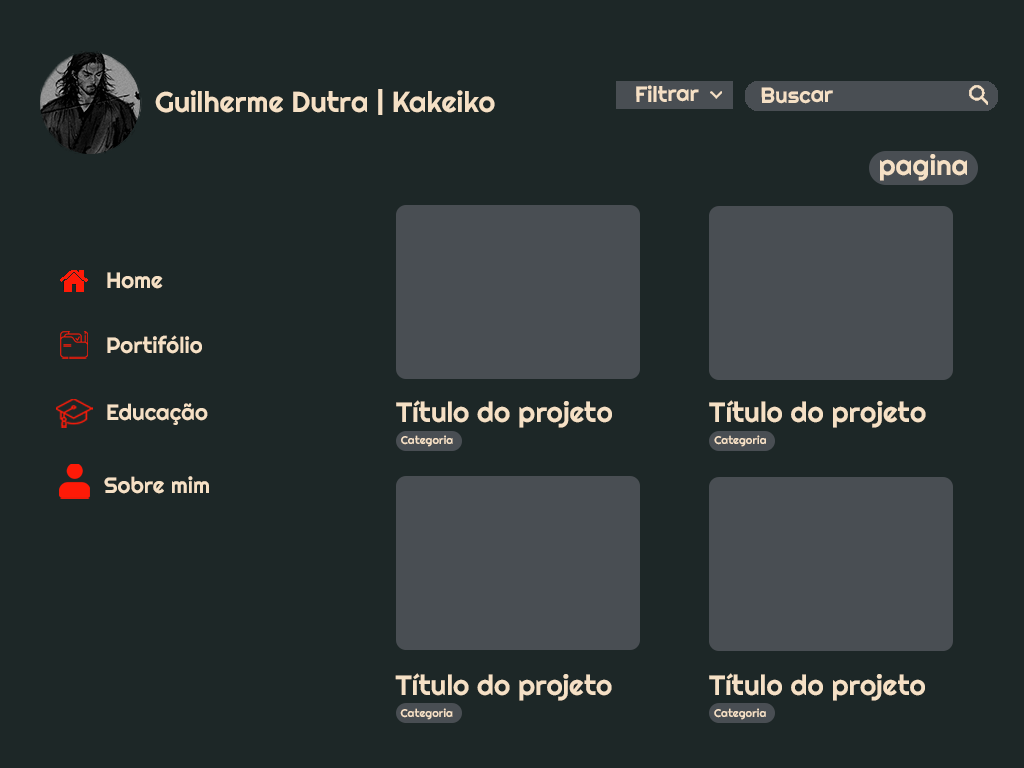 Guilherme Dutra | Kakeiko
Filtrar
Buscar
pagina
Home
Portifólio
Educação
Sobre mim
Título do projeto
Categoria
Título do projeto
Categoria
Título do projeto
Categoria
Título do projeto
Categoria